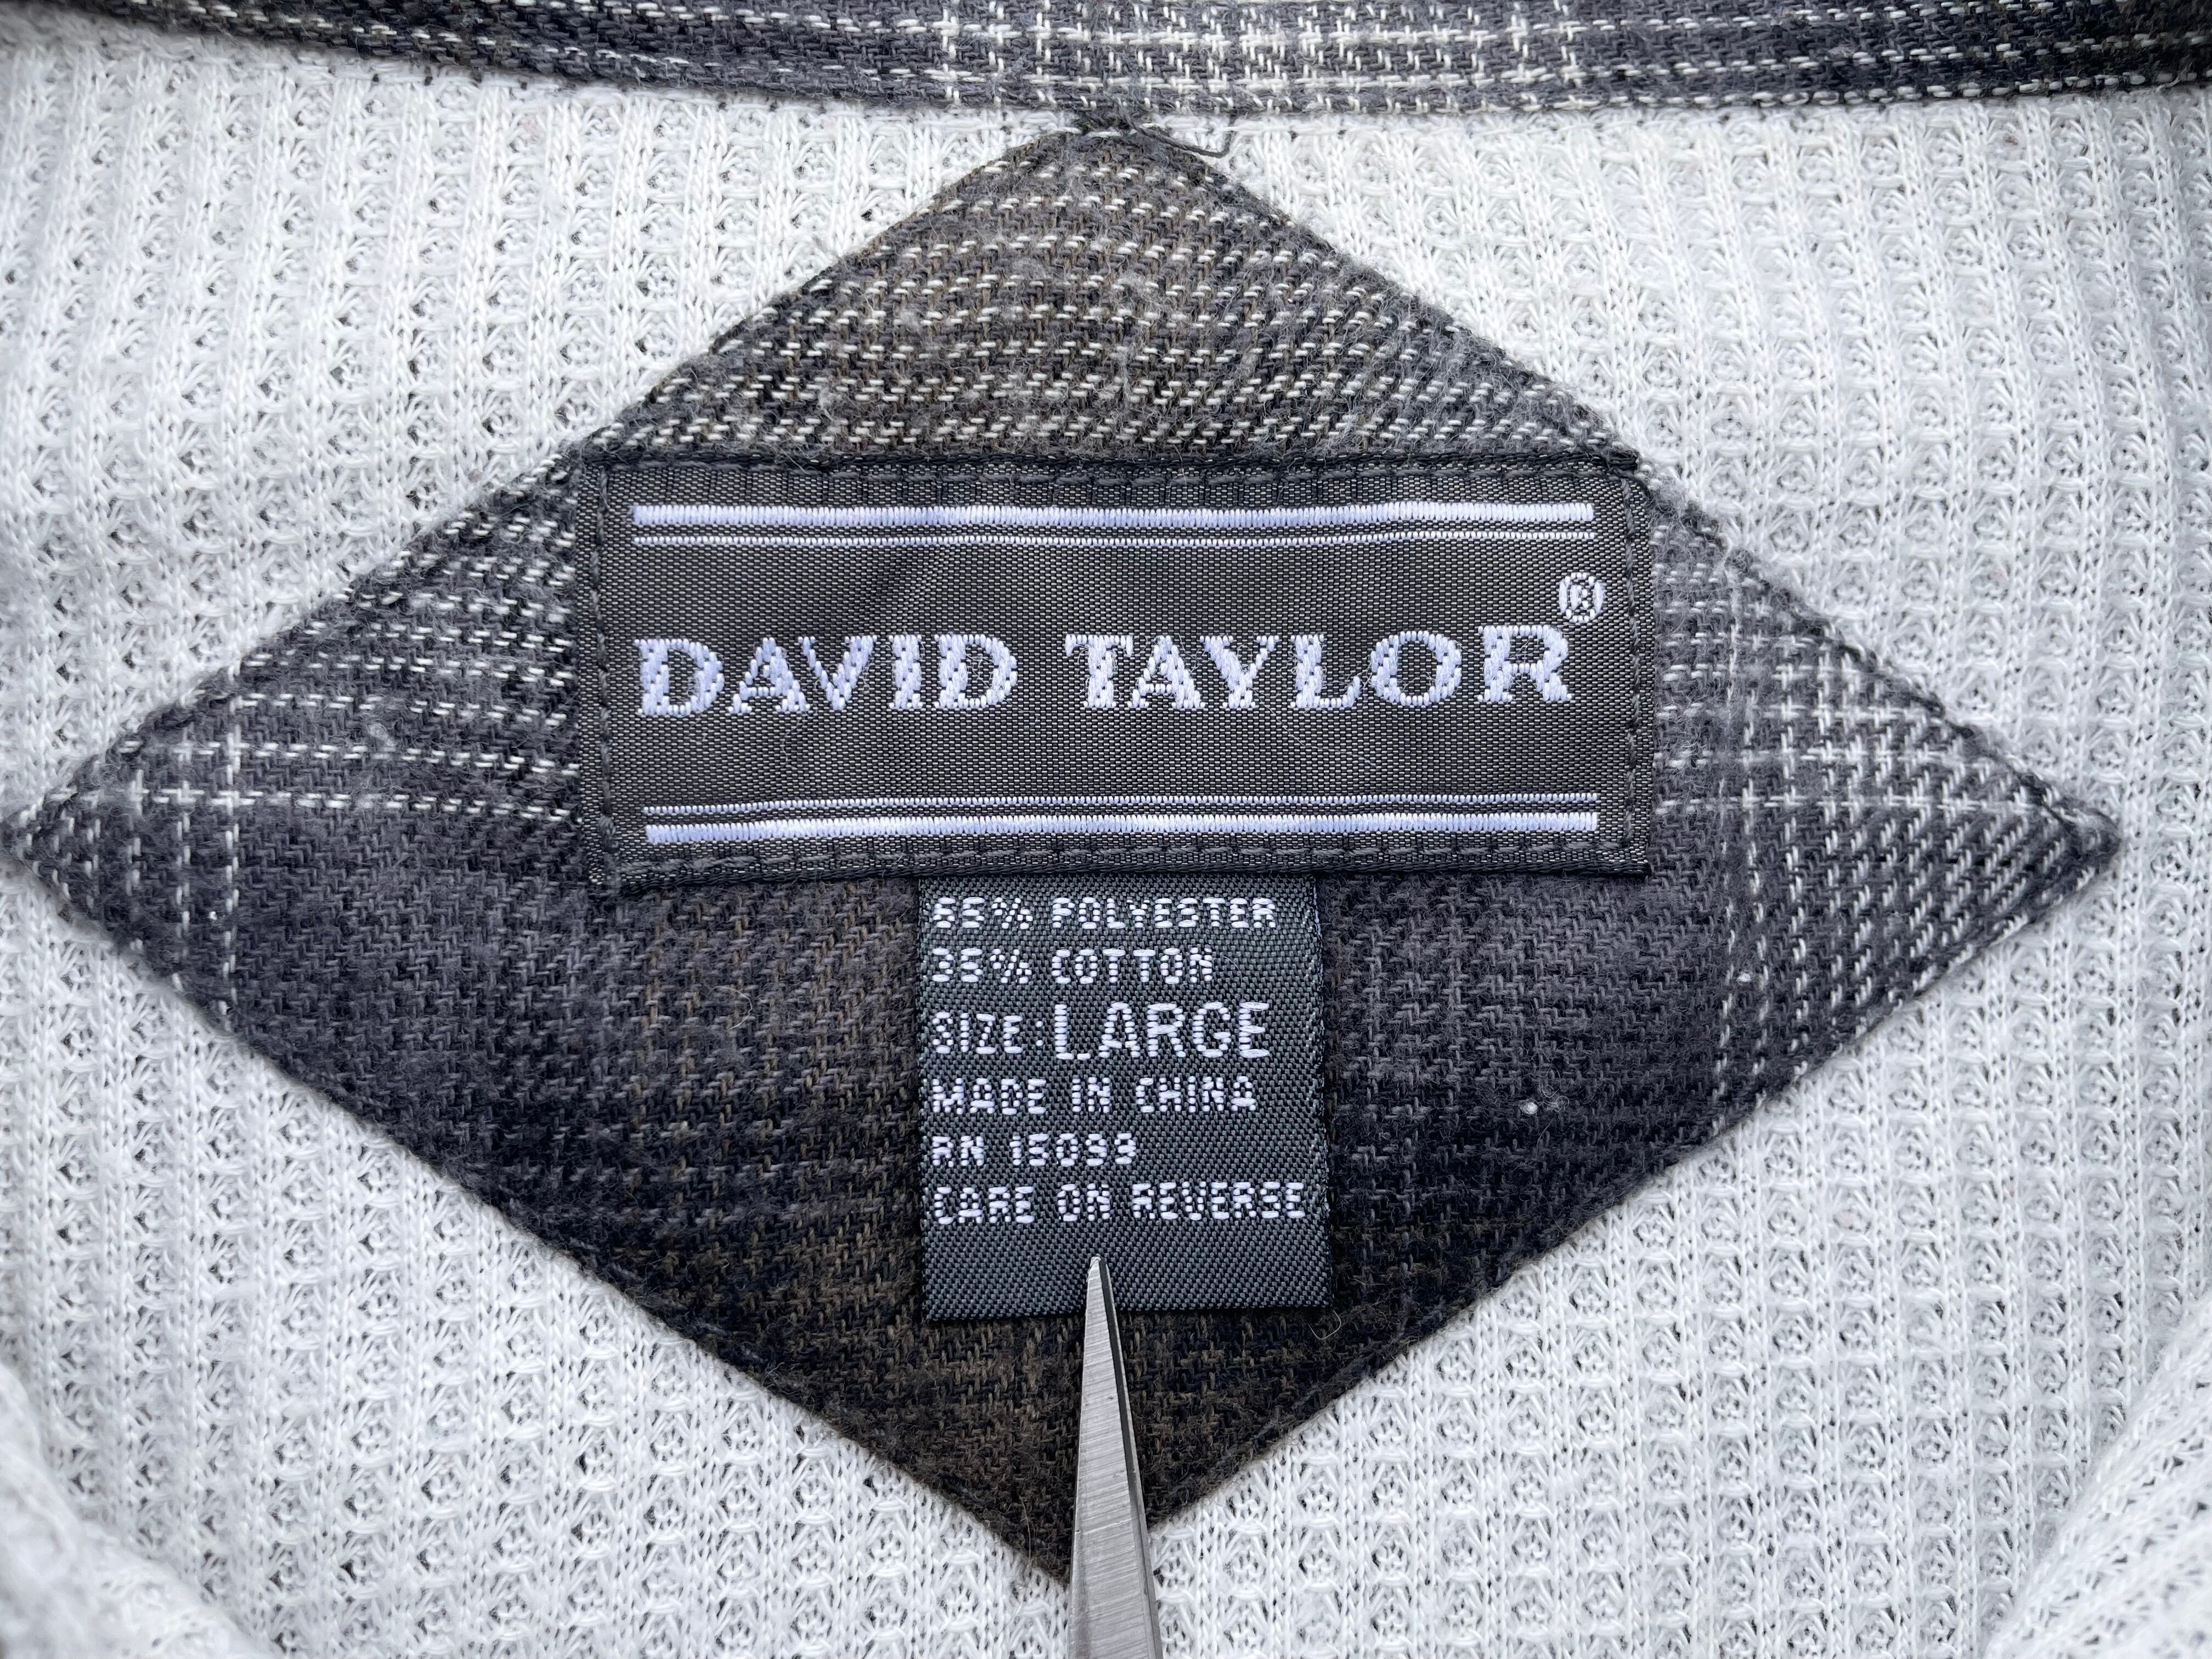 DAVID TAYLOR®
65% POLYESTER
35% COTTON
SIZE: LARGE
MADE IN CHINA
RN 15099
CARE ON REVERSE